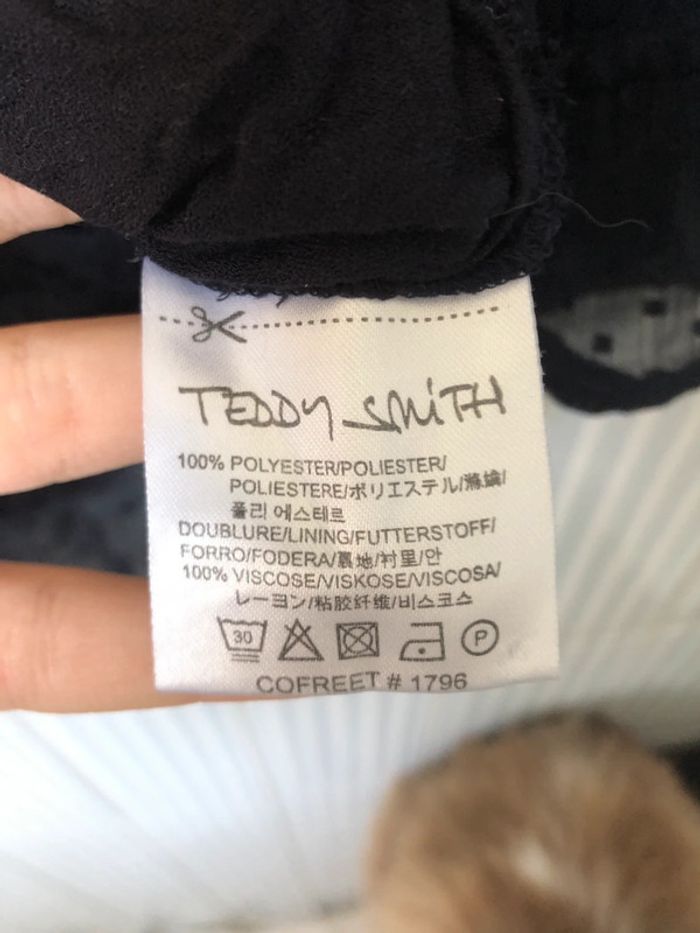 TEDDY SMITH
100% POLYESTER/POLIESTER/
POLIESTERE/ポリエステル/滌綸/
폴리 에스테르
DOUBLURE/LINING/FUTTERSTOFF/
FORRO/FODERA/裏地/衬里/안
100% VISCOSE/VISKOSE/VISCOSA/
レーヨン/粘胶纤维/비스코스
30 P
COFREET # 1796